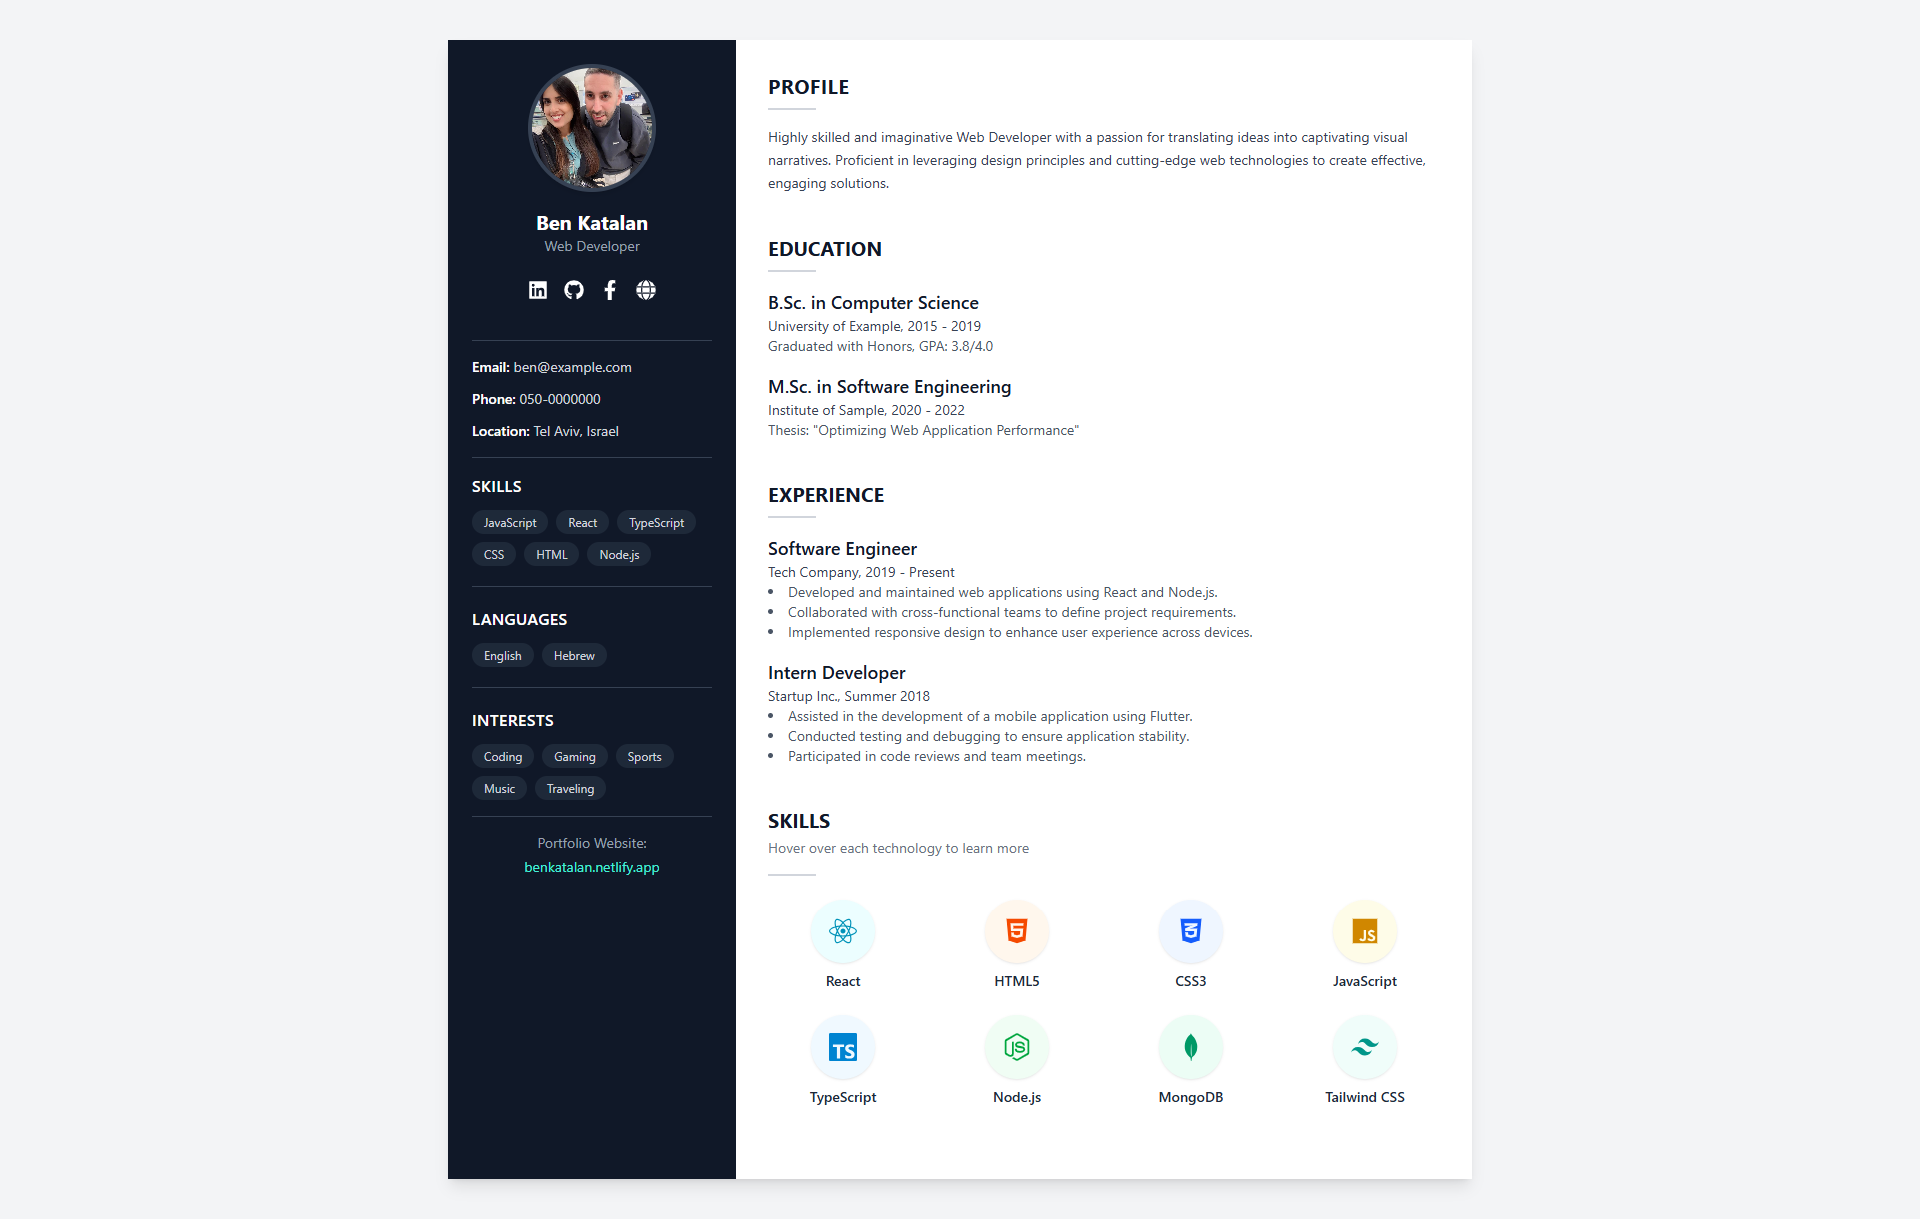 Ben Katalan
Web Developer
Email: ben@example.com
Phone: 050-0000000
Location: Tel Aviv, Israel
SKILLS
JavaScript React TypeScript
CSS HTML Node.js
LANGUAGES
English Hebrew
INTERESTS
Coding Gaming Sports
Music Traveling
Portfolio Website:
benkatalan.netlify.app
PROFILE
Highly skilled and imaginative Web Developer with a passion for translating ideas into captivating visual
narratives. Proficient in leveraging design principles and cutting-edge web technologies to create effective,
engaging solutions.
EDUCATION
B.Sc. in Computer Science
University of Example, 2015 - 2019
Graduated with Honors, GPA: 3.8/4.0
M.Sc. in Software Engineering
Institute of Sample, 2020 - 2022
Thesis: "Optimizing Web Application Performance"
EXPERIENCE
Software Engineer
Tech Company, 2019 - Present
• Developed and maintained web applications using React and Node.js.
• Collaborated with cross-functional teams to define project requirements.
• Implemented responsive design to enhance user experience across devices.
Intern Developer
Startup Inc., Summer 2018
• Assisted in the development of a mobile application using Flutter.
• Conducted testing and debugging to ensure application stability.
• Participated in code reviews and team meetings.
SKILLS
Hover over each technology to learn more
JS
React HTML5 CSS3 JavaScript
TS JS
TypeScript Node.js MongoDB Tailwind CSS